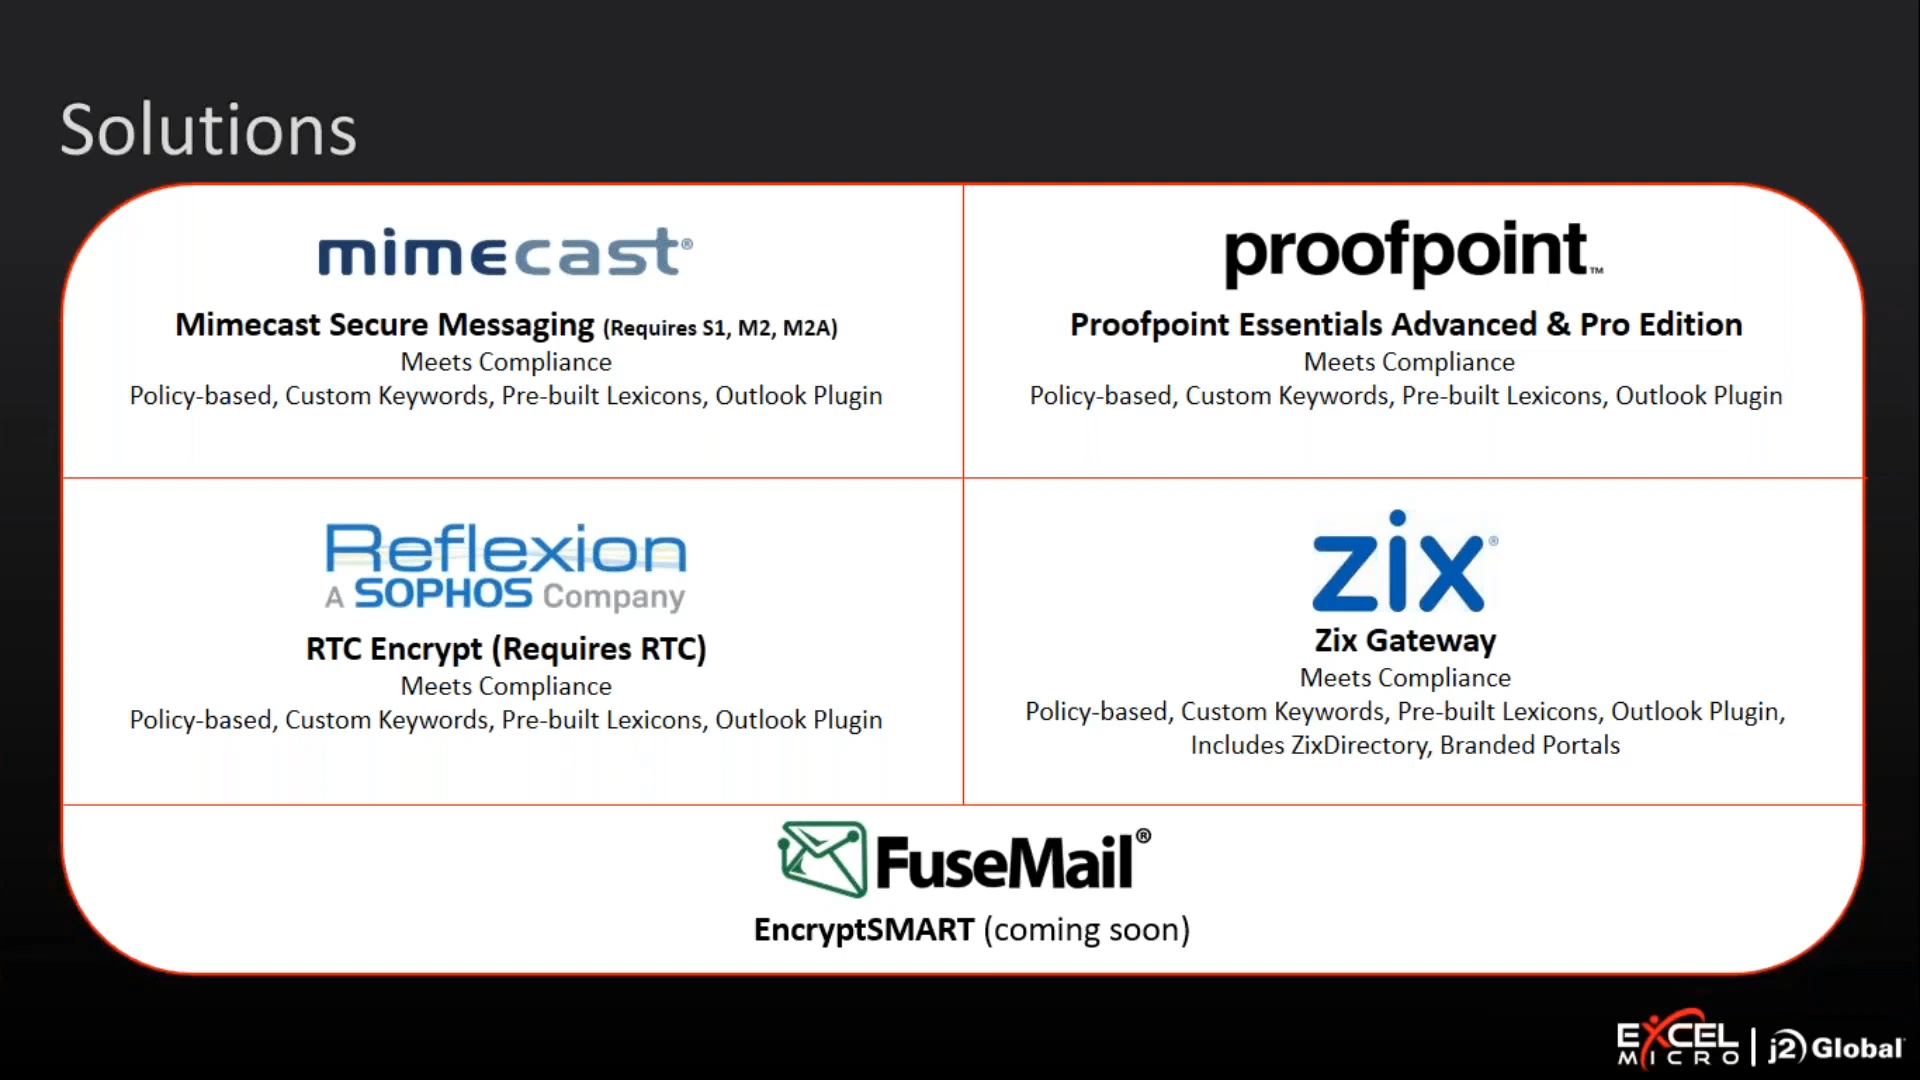 Solutions
mimecast®
Mimecast Secure Messaging (Requires S1, M2, M2A)
Meets Compliance
Policy-based, Custom Keywords, Pre-built Lexicons, Outlook Plugin
proofpoint™
Proofpoint Essentials Advanced & Pro Edition
Meets Compliance
Policy-based, Custom Keywords, Pre-built Lexicons, Outlook Plugin
Reflexion
A SOPHOS Company
RTC Encrypt (Requires RTC)
Meets Compliance
Policy-based, Custom Keywords, Pre-built Lexicons, Outlook Plugin
zix®
Zix Gateway
Meets Compliance
Policy-based, Custom Keywords, Pre-built Lexicons, Outlook Plugin,
Includes ZixDirectory, Branded Portals
FuseMail®
EncryptSMART (coming soon)
EXCEL
MICRO
j2 Global